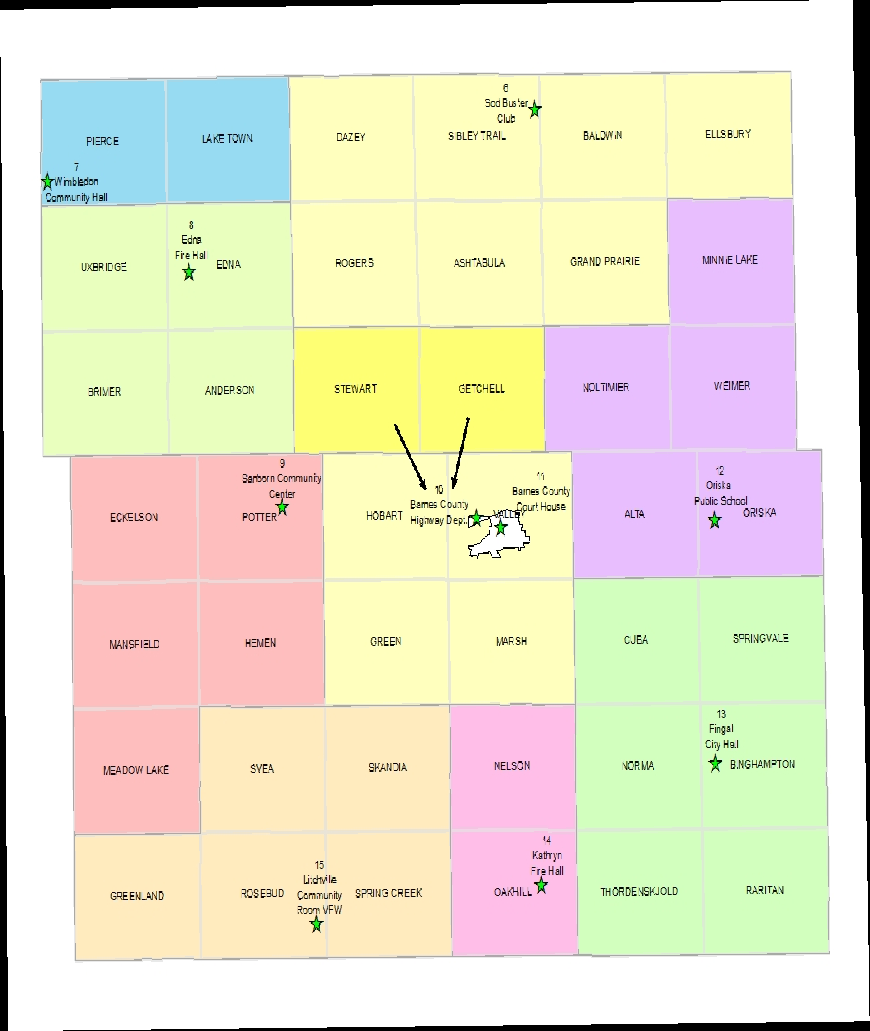 6
Sod Buster
Club
PIERCE
LAKE TOWN
DAZEY
SIBLEY TRAIL
BALDWIN
ELLSBURY
7
Wimbledon
Community Hall
8
Edna
Fire Hall
UXBRIDGE
EDNA
ROGERS
ASHTABULA
GRAND PRAIRIE
MINNIE LAKE
BRIMER
ANDERSON
STEWART
GETCHELL
NOLTIMIER
WEIMER
9
Sanborn Community
Center
10
Barnes County
Highway Dept.
11
Barnes County
Court House
12
Oriska
Public School
ECKELSON
POTTER
HOBART
VALLEY
ALTA
ORISKA
MANSFIELD
HEMEN
GREEN
MARSH
CUBA
SPRINGVALE
13
Fingal
City Hall
MEADOW LAKE
SVEA
SKANDIA
NELSON
NORMA
BINGHAMPTON
14
Kathryn
Fire Hall
15
Litchville
Community
Room VFW
GREENLAND
ROSEBUD
SPRING CREEK
OAKHILL
THORDENSKJOLD
RARITAN